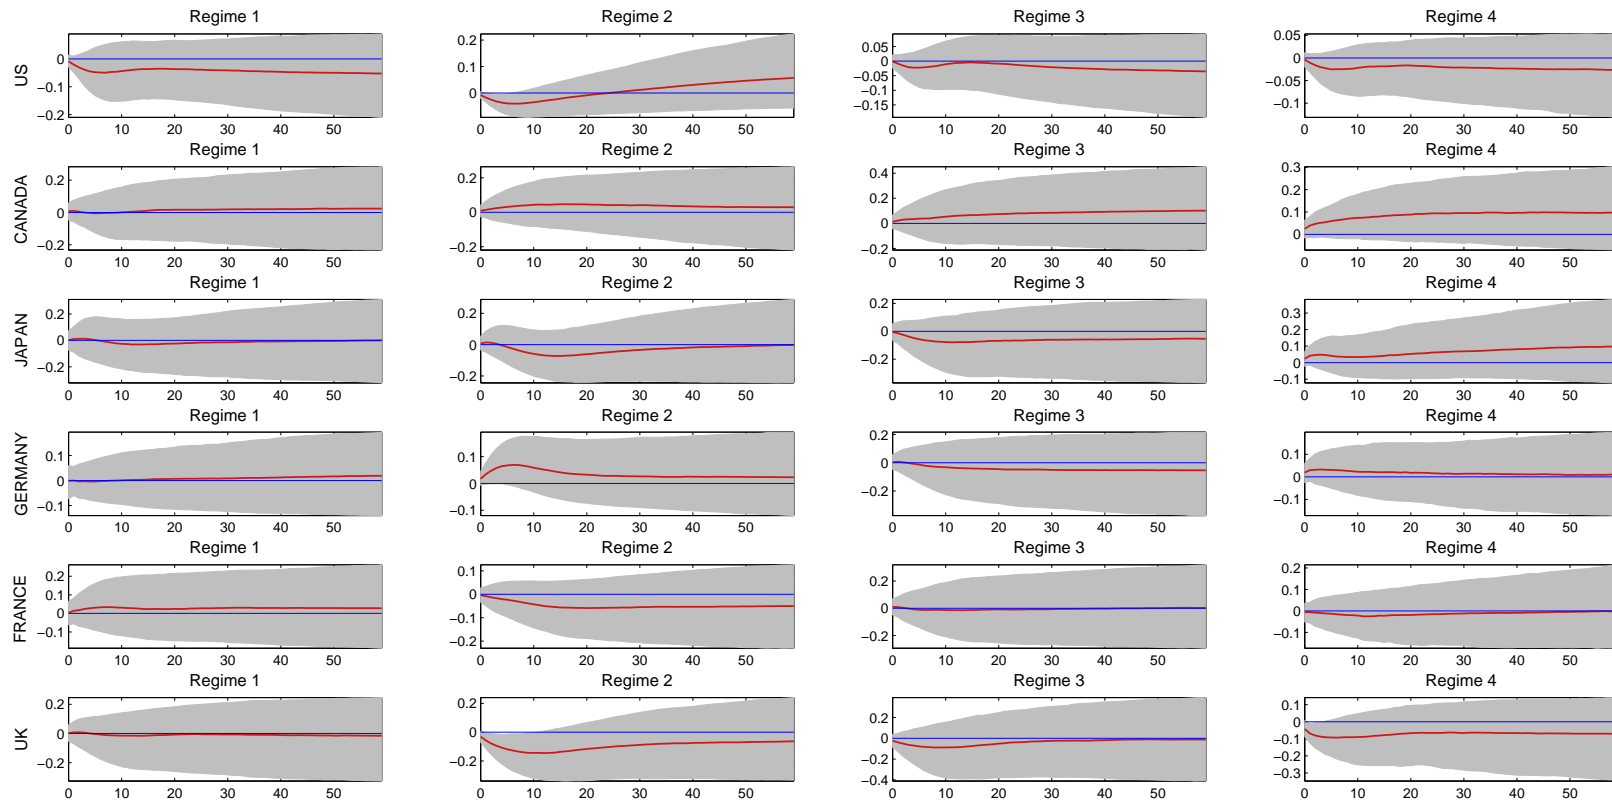 Regime 1 Regime 2 Regime 3 Regime 4
US
0 −0.1 −0.2
0.2 0.1 0
0.05 0 −0.05 −0.1 −0.15
0.05 0 −0.05 −0.1
0 10 20 30 40 50 0 10 20 30 40 50 0 10 20 30 40 50 0 10 20 30 40 50
Regime 1 Regime 2 Regime 3 Regime 4
CANADA
0.2 0 −0.2
0.2 0 −0.2
0.4 0.2 0 −0.2
0.3 0.2 0.1 0
0 10 20 30 40 50 0 10 20 30 40 50 0 10 20 30 40 50 0 10 20 30 40 50
Regime 1 Regime 2 Regime 3 Regime 4
JAPAN
0.2 0 −0.2
0.2 0 −0.2
0.2 0 −0.2
0.3 0.2 0.1 0 −0.1
0 10 20 30 40 50 0 10 20 30 40 50 0 10 20 30 40 50 0 10 20 30 40 50
Regime 1 Regime 2 Regime 3 Regime 4
GERMANY
0.1 0 −0.1
0.1 0 −0.1
0.2 0 −0.2
0.1 0 −0.1
0 10 20 30 40 50 0 10 20 30 40 50 0 10 20 30 40 50 0 10 20 30 40 50
Regime 1 Regime 2 Regime 3 Regime 4
FRANCE
0.2 0.1 0 −0.1
0.1 0 −0.1 −0.2
0.2 0 −0.2
0.2 0.1 0 −0.1
0 10 20 30 40 50 0 10 20 30 40 50 0 10 20 30 40 50 0 10 20 30 40 50
Regime 1 Regime 2 Regime 3 Regime 4
UK
0.2 0 −0.2
0.2 0 −0.2
0.2 0 −0.2 −0.4
0.1 0 −0.1 −0.2 −0.3
0 10 20 30 40 50 0 10 20 30 40 50 0 10 20 30 40 50 0 10 20 30 40 50